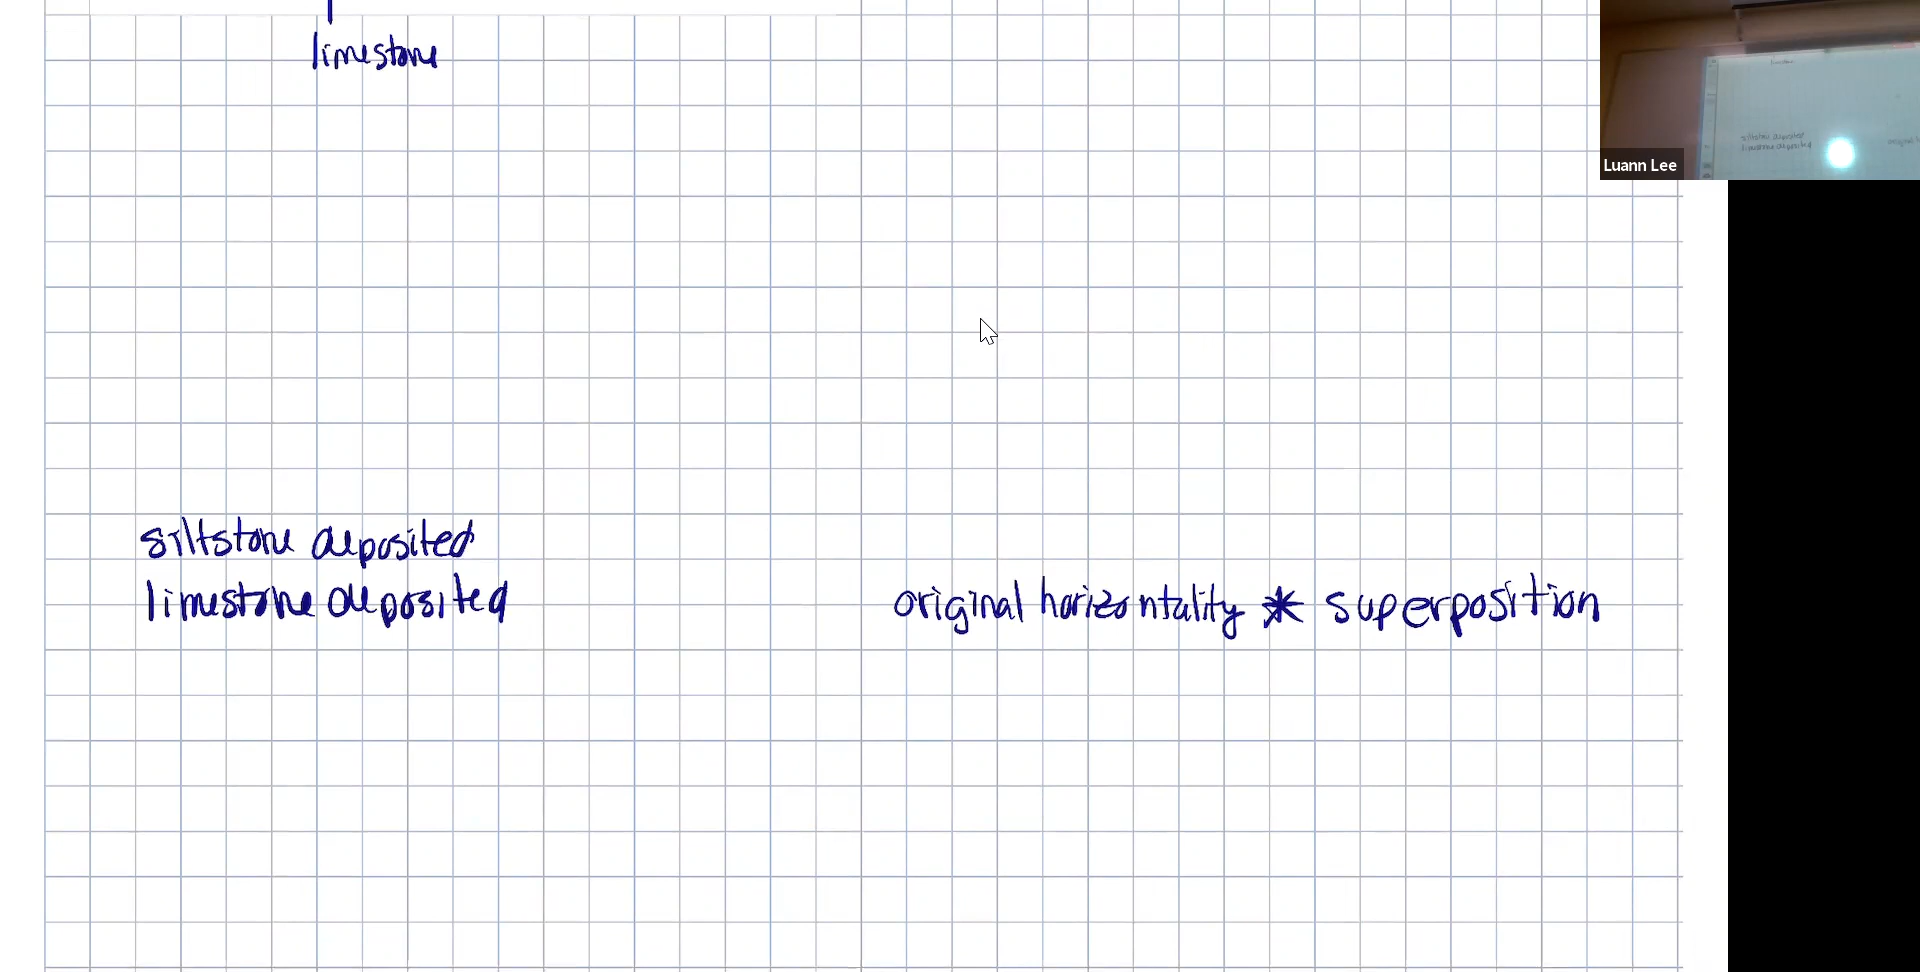 limestone
Luann Lee
siltstone deposited
limestone deposited
original horizontality * superposition